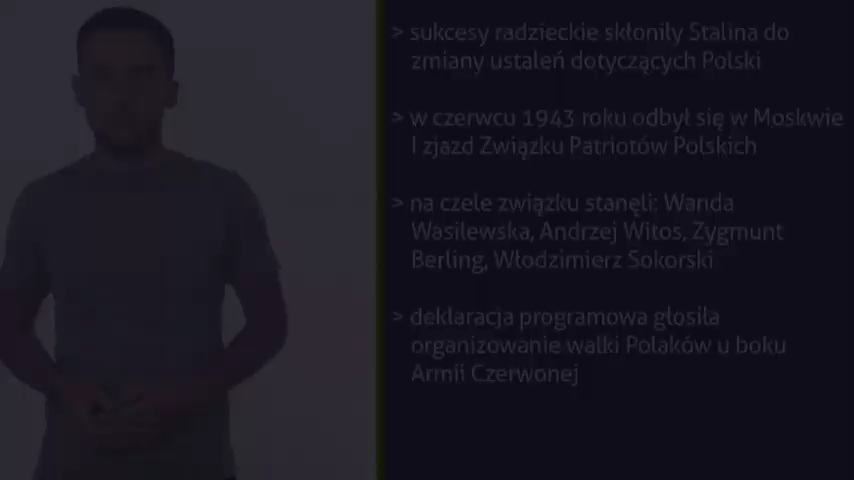 > sukcesy radzieckie skłoniły Stalina do
zmiany ustaleń dotyczących Polski
> w czerwcu 1943 roku odbył się w Moskwie
I zjazd Związku Patriotów Polskich
> na czele związku stanęli: Wanda
Wasilewska, Andrzej Witos, Zygmunt
Berling, Włodzimierz Sokorski
> deklaracja programowa głosiła
organizowanie walki Polaków u boku
Armii Czerwonej